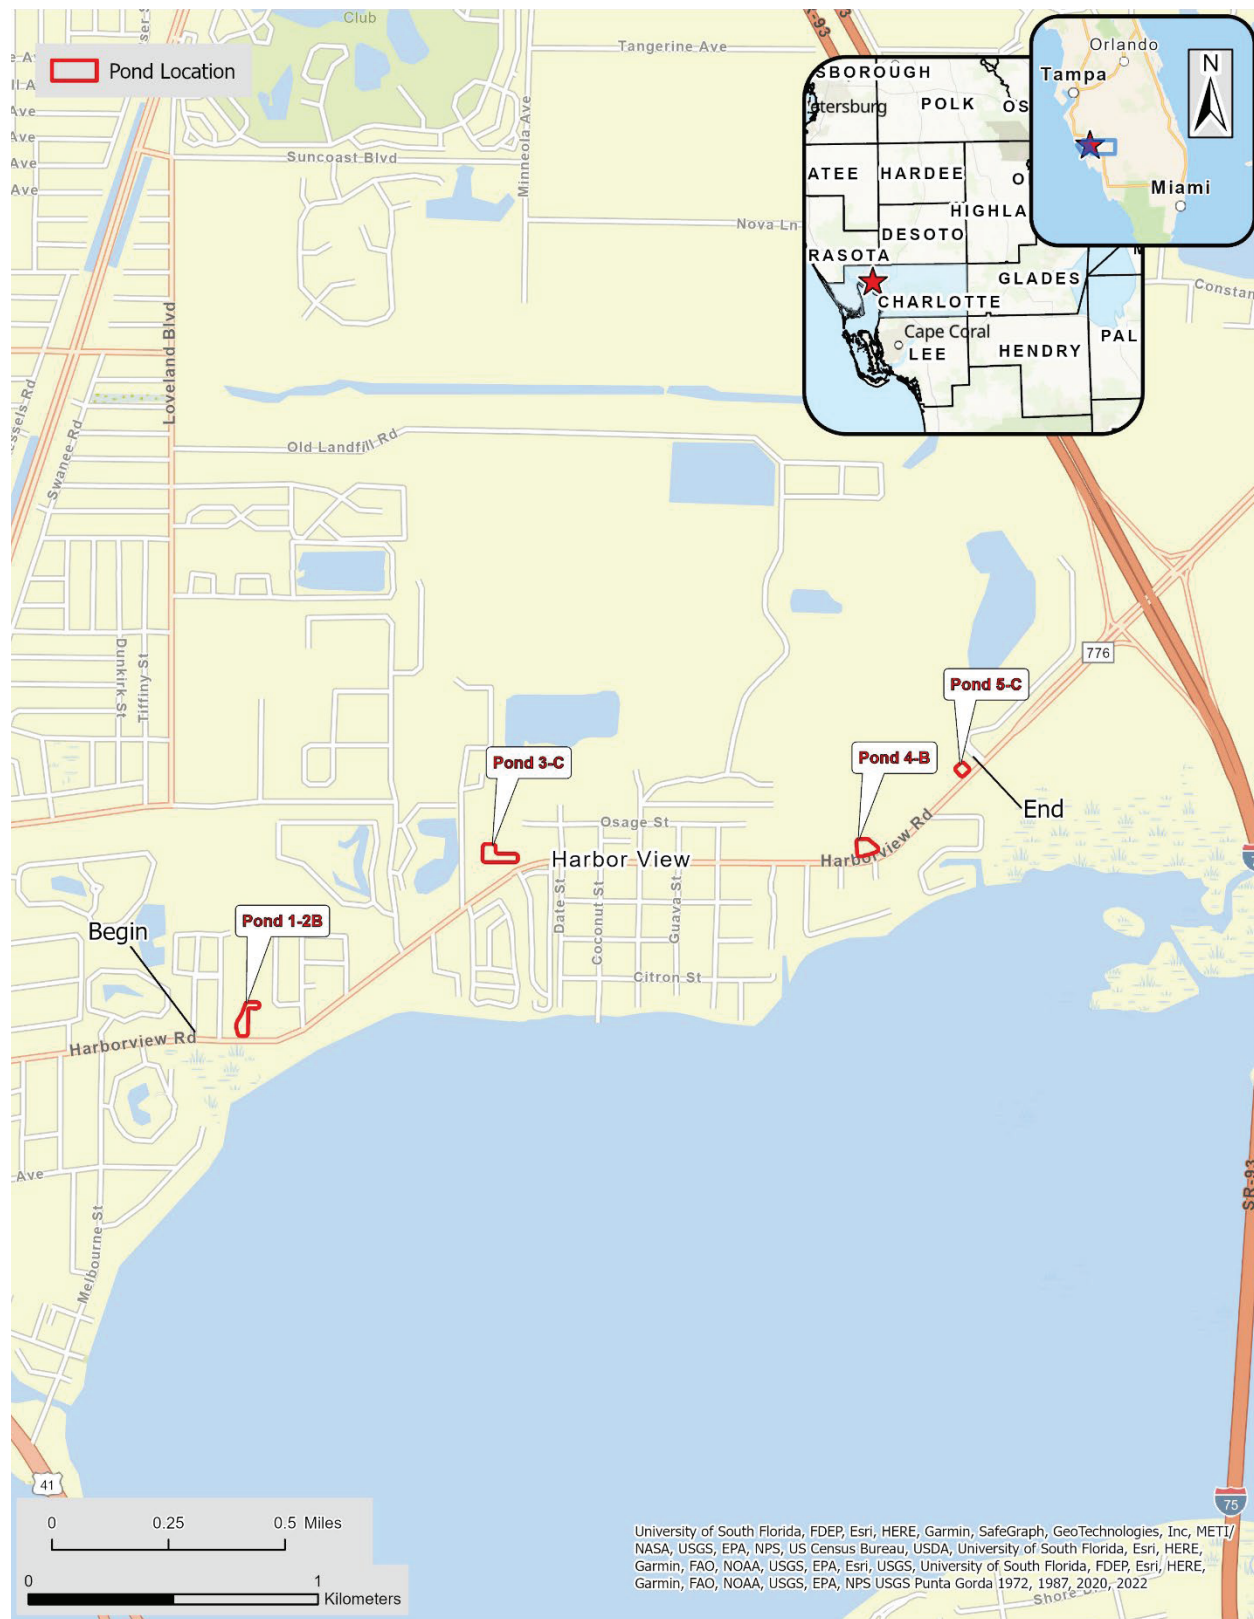 Club
SR-93
Tangerine Ave
Pond Location
Ave
Ave
Ave
Suncoast Blvd
Minneola Ave
Nova Ln
Loveland Blvd
Swanee Rd
Old Landfill Rd
Dunkirk St
Tiffiny St
SBOROUGH
etersburg
POLK
OS
ATEE
HARDEE
HIGHLA
DESOTO
RASOTA
GLADES
CHARLOTTE
Cape Coral
LEE
HENDRY
PAL
Orlando
Tampa
Miami
N
Constan
776
Pond 5-C
Pond 4-B
Pond 3-C
Pond 1-2B
End
Begin
Osage St
Harbor View
Harborview Rd
Date St
Coconut St
Guava St
Citron St
Harborview Rd
Ave
Melbourne St
SR-93
41
75
0 0.25 0.5 Miles
0 1
Kilometers
University of South Florida, FDEP, Esri, HERE, Garmin, SafeGraph, GeoTechnologies, Inc, METI/
NASA, USGS, EPA, NPS, US Census Bureau, USDA, University of South Florida, Esri, HERE,
Garmin, FAO, NOAA, USGS, EPA, Esri, USGS, University of South Florida, FDEP, Esri, HERE,
Garmin, FAO, NOAA, USGS, EPA, NPS USGS Punta Gorda 1972, 1987, 2020, 2022